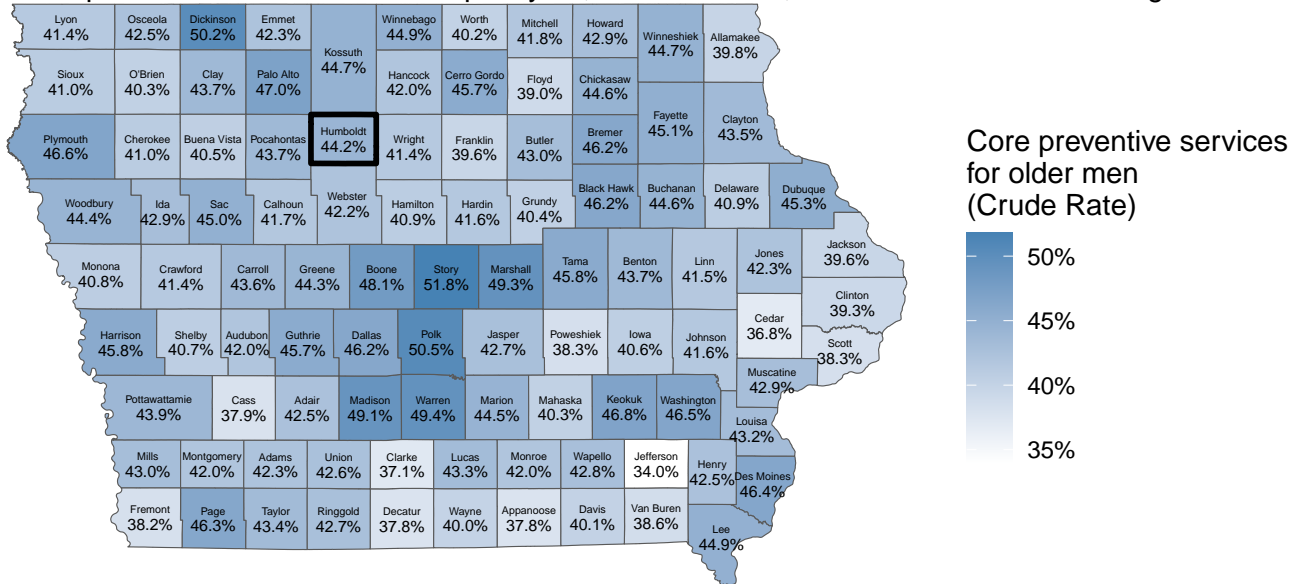 Lyon Osceola Dickinson Emmet Winnebago Worth Mitchell Howard Winneshiek Allamakee
41.4% 42.5% 50.2% 42.3% 44.9% 40.2% 41.8% 42.9% 44.7% 39.8%
Kossuth
44.7%
Sioux O'Brien Clay Palo Alto Hancock Cerro Gordo Floyd Chickasaw
41.0% 40.3% 43.7% 47.0% 42.0% 45.7% 39.0% 44.6%
Plymouth Cherokee Buena Vista Pocahontas Humboldt Wright Franklin Butler Bremer Fayette Clayton
46.6% 41.0% 40.5% 43.7% 44.2% 41.4% 39.6% 43.0% 46.2% 45.1% 43.5%
Woodbury Ida Sac Calhoun Webster Hamilton Hardin Grundy Black Hawk Buchanan Delaware Dubuque
44.4% 42.9% 45.0% 41.7% 42.2% 40.9% 41.6% 40.4% 46.2% 44.6% 40.9% 45.3%
Monona Crawford Carroll Greene Boone Story Marshall Tama Benton Linn Jones Jackson
40.8% 41.4% 43.6% 44.3% 48.1% 51.8% 49.3% 45.8% 43.7% 41.5% 42.3% 39.6%
Clinton
39.3%
Harrison Shelby Audubon Guthrie Dallas Polk Jasper Poweshiek Iowa Johnson Cedar Scott
45.8% 40.7% 42.0% 45.7% 46.2% 50.5% 42.7% 38.3% 40.6% 41.6% 36.8% 38.3%
Muscatine
42.9%
Pottawattamie Cass Adair Madison Warren Marion Mahaska Keokuk Washington Louisa
43.9% 37.9% 42.5% 49.1% 49.4% 44.5% 40.3% 46.8% 46.5% 43.2%
Mills Montgomery Adams Union Clarke Lucas Monroe Wapello Jefferson Henry Des Moines
43.0% 42.0% 42.3% 42.6% 37.1% 43.3% 42.0% 42.8% 34.0% 42.5% 46.4%
Fremont Page Taylor Ringgold Decatur Wayne Appanoose Davis Van Buren Lee
38.2% 46.3% 43.4% 42.7% 37.8% 40.0% 37.8% 40.1% 38.6% 44.9%
Core preventive services
for older men
(Crude Rate)
50%
45%
40%
35%